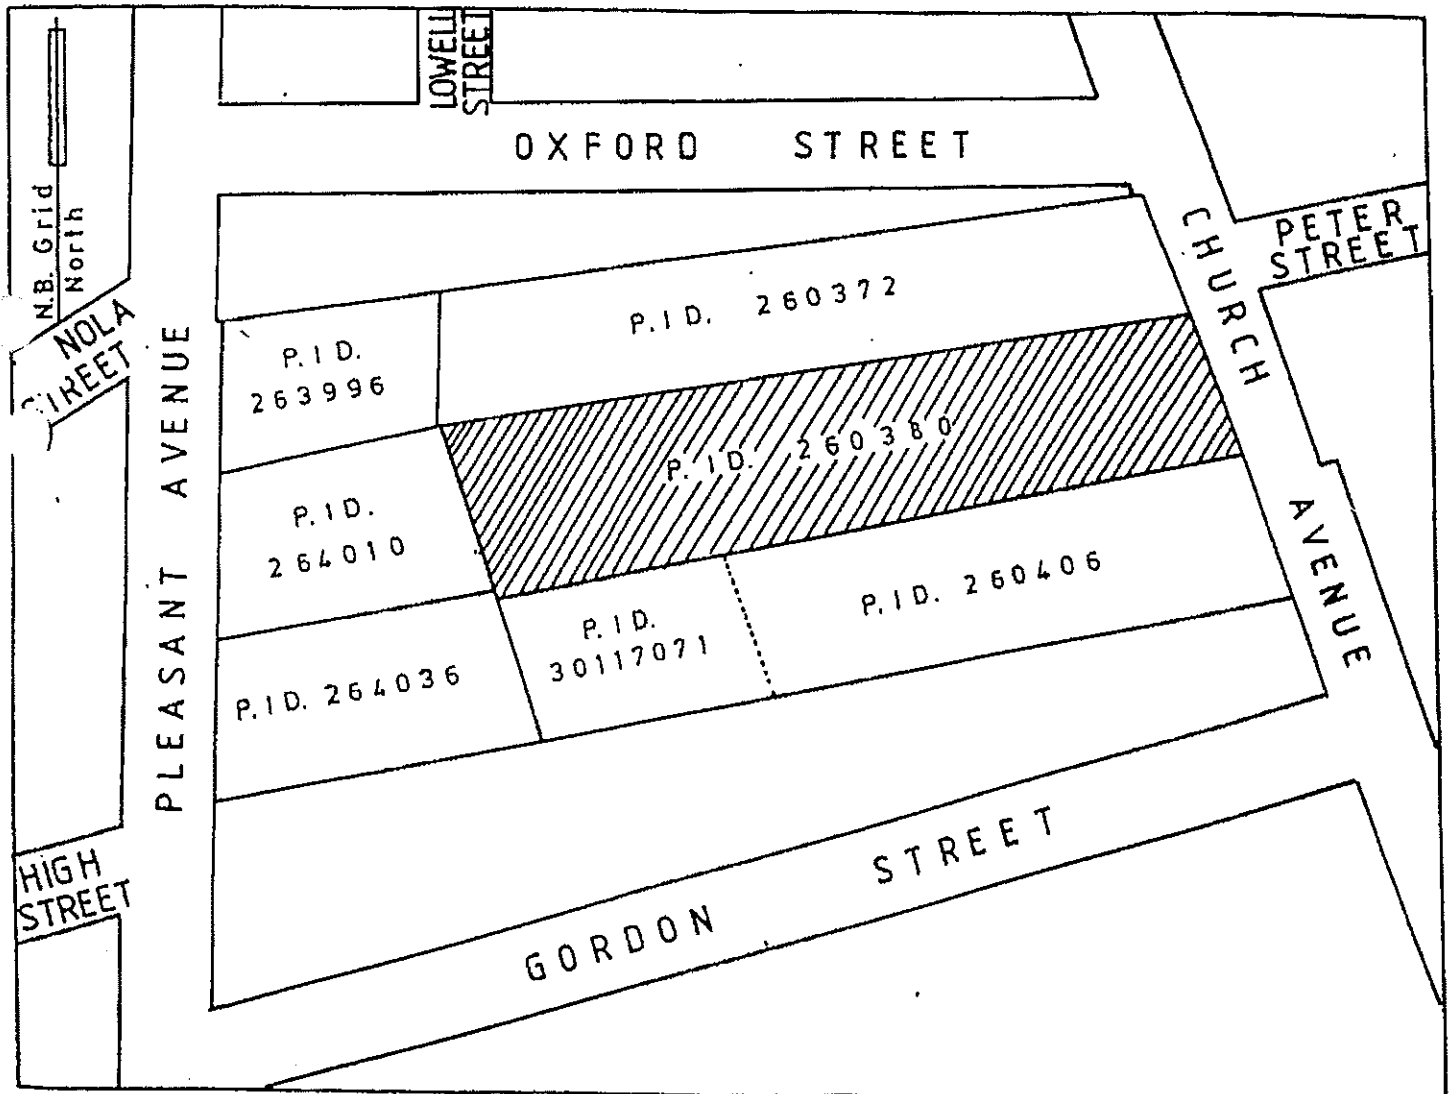 LOWELL
STREET
OXFORD STREET
N.B. Grid
North
NOLA
STREET
PLEASANT AVENUE
CHURCH AVENUE
PETER
STREET
P.I D. 260372
P.I D.
263996
P. I D. 260380
P.I D.
264010
P.I D.
30117071
P.I D. 260406
P.I D. 264036
HIGH
STREET
GORDON STREET